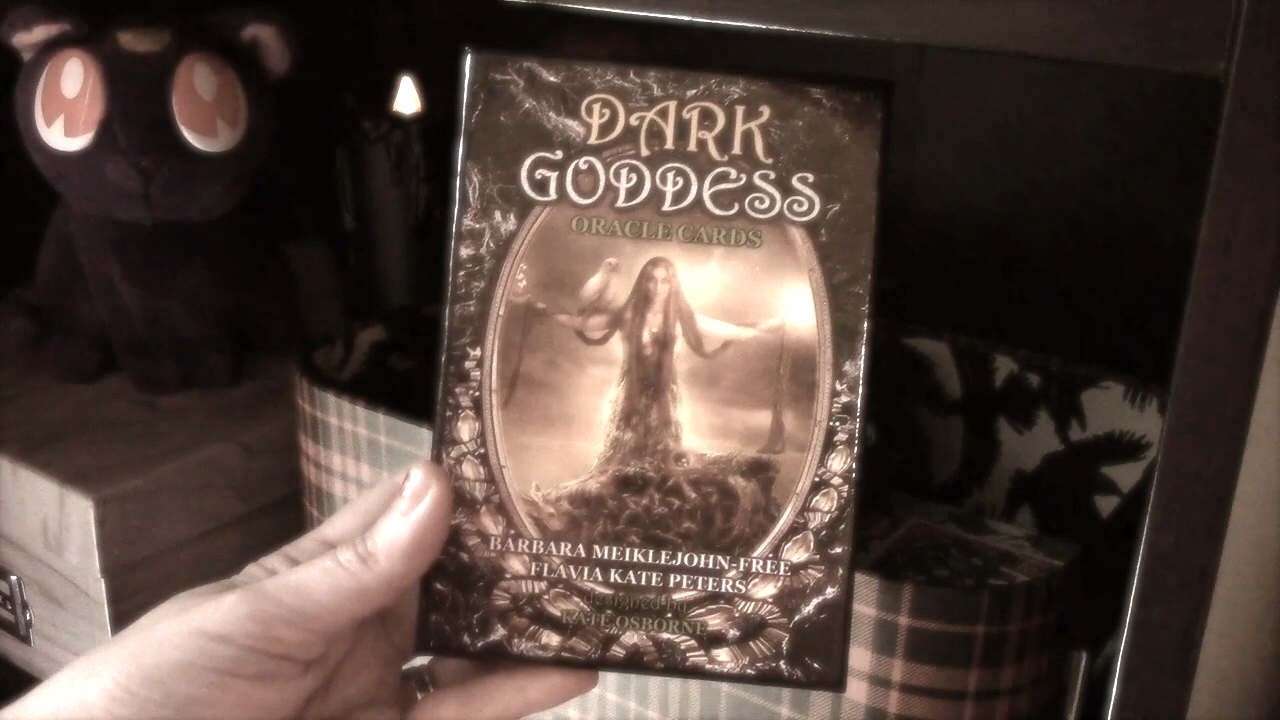 DARK
GODDESS
ORACLE CARDS
BARBARA MEIKLEJOHN-FREE
FLAVIA KATE PETERS
designed by
KATE OSBORNE